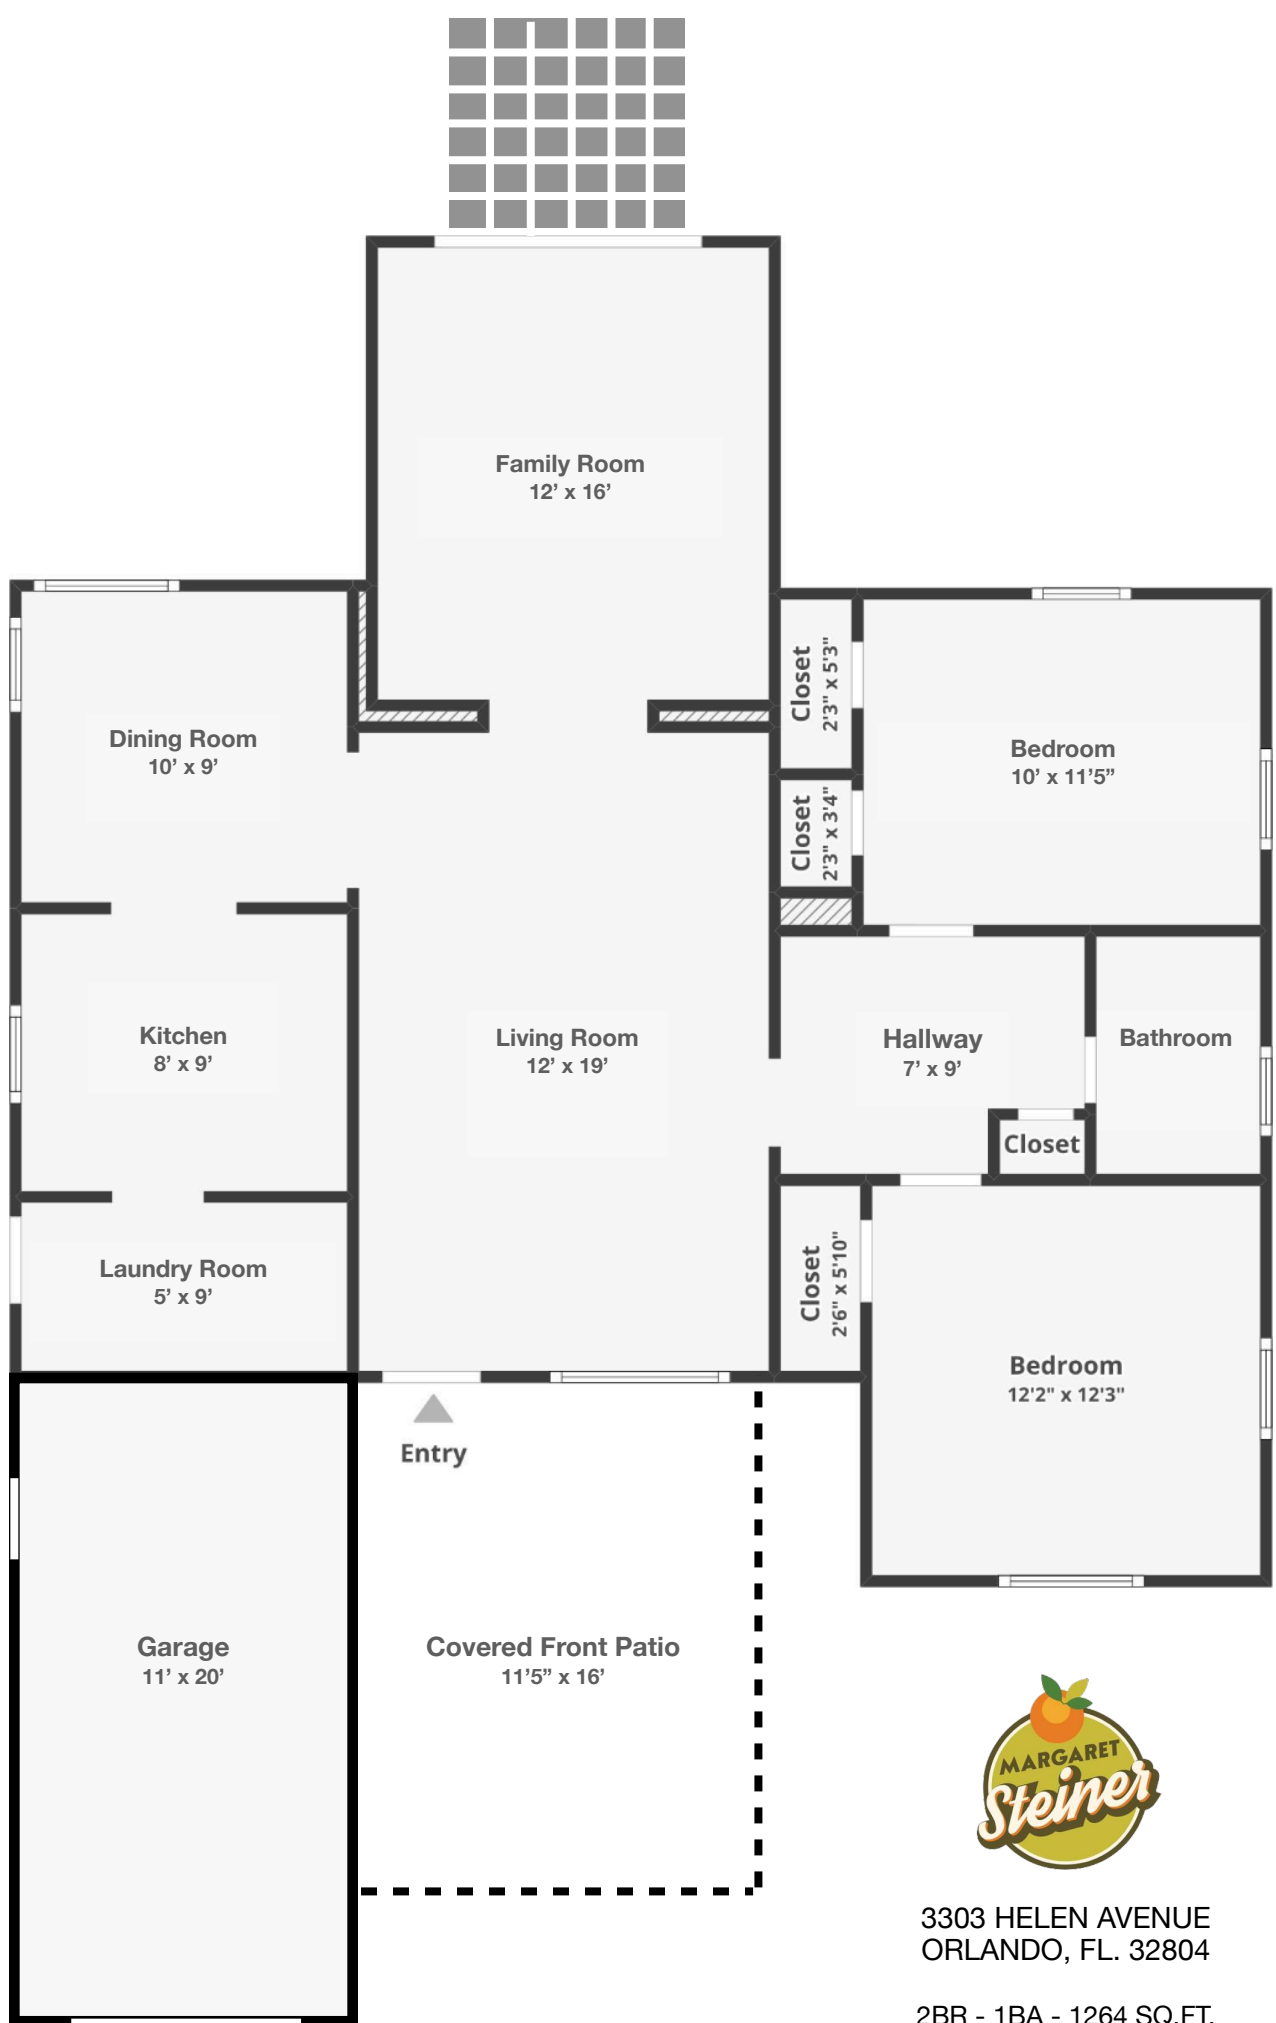 Family Room
12’ x 16’
Dining Room
10’ x 9’
Closet
2'3" x 5'3"
Bedroom
10’ x 11’5”
Closet
2'3" x 3'4"
Kitchen
8’ x 9’
Living Room
12’ x 19’
Hallway
7’ x 9’
Bathroom
Closet
Laundry Room
5’ x 9’
Closet
2'6" x 5'10"
Bedroom
12'2" x 12'3"
Entry
Garage
11’ x 20’
Covered Front Patio
11’5” x 16’
MARGARET
Steiner
3303 HELEN AVENUE
ORLANDO, FL. 32804
2BR - 1BA - 1264 SQ.FT.